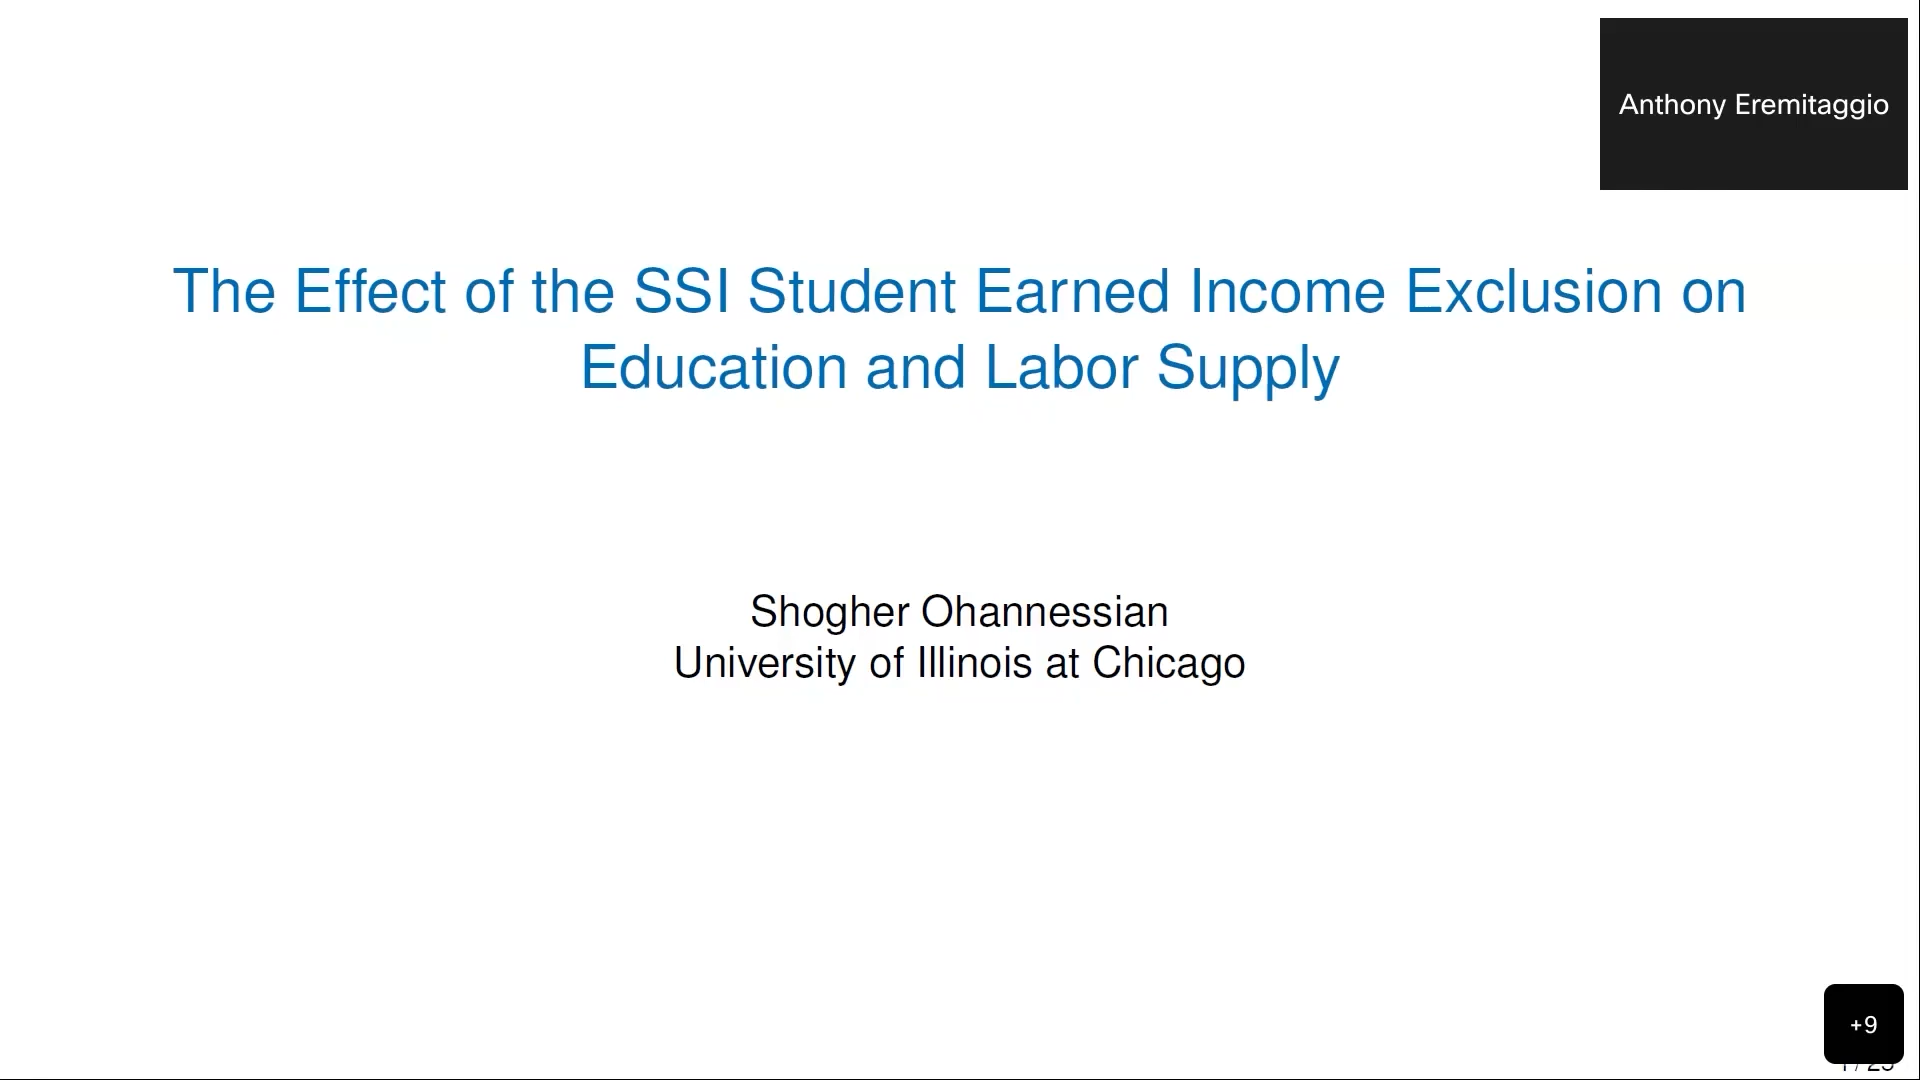 Anthony Eremitaggio
The Effect of the SSI Student Earned Income Exclusion on
Education and Labor Supply
Shogher Ohannessian
University of Illinois at Chicago
+9